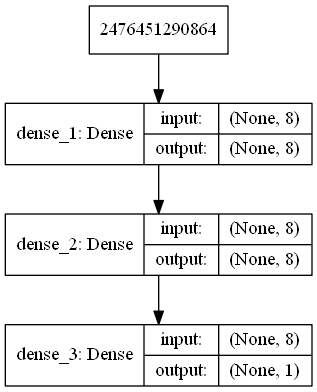 2476451290864
dense_1: Dense
input:
(None, 8)
output:
(None, 8)
dense_2: Dense
input:
(None, 8)
output:
(None, 8)
dense_3: Dense
input:
(None, 8)
output:
(None, 1)